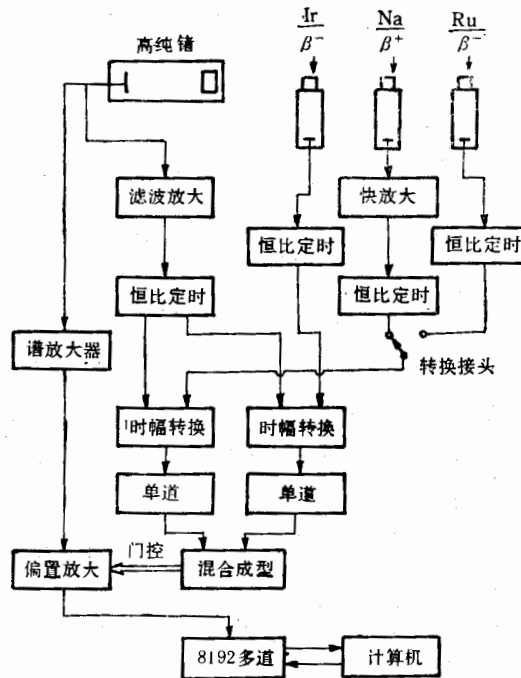 高纯锗
Ir
β⁻
Na
β⁺
Ru
β⁻
滤波放大
快放大
恒比定时
恒比定时
恒比定时
恒比定时
谱放大器
转换接头
时幅转换
时幅转换
单道
单道
门控
偏置放大
混合成型
8192多道
计算机